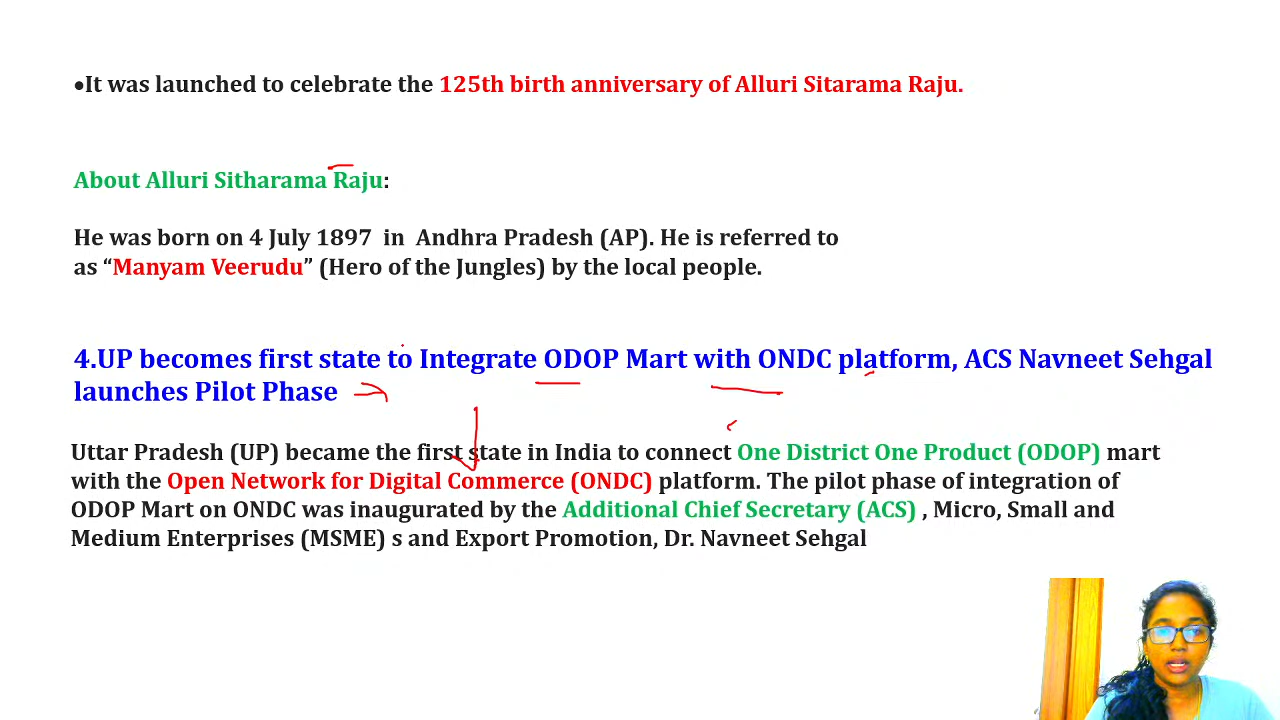 •It was launched to celebrate the 125th birth anniversary of Alluri Sitarama Raju.
About Alluri Sitharama Raju:
He was born on 4 July 1897 in Andhra Pradesh (AP). He is referred to
as “Manyam Veerudu” (Hero of the Jungles) by the local people.
4.UP becomes first state to Integrate ODOP Mart with ONDC platform, ACS Navneet Sehgal
launches Pilot Phase
Uttar Pradesh (UP) became the first state in India to connect One District One Product (ODOP) mart
with the Open Network for Digital Commerce (ONDC) platform. The pilot phase of integration of
ODOP Mart on ONDC was inaugurated by the Additional Chief Secretary (ACS) , Micro, Small and
Medium Enterprises (MSME) s and Export Promotion, Dr. Navneet Sehgal